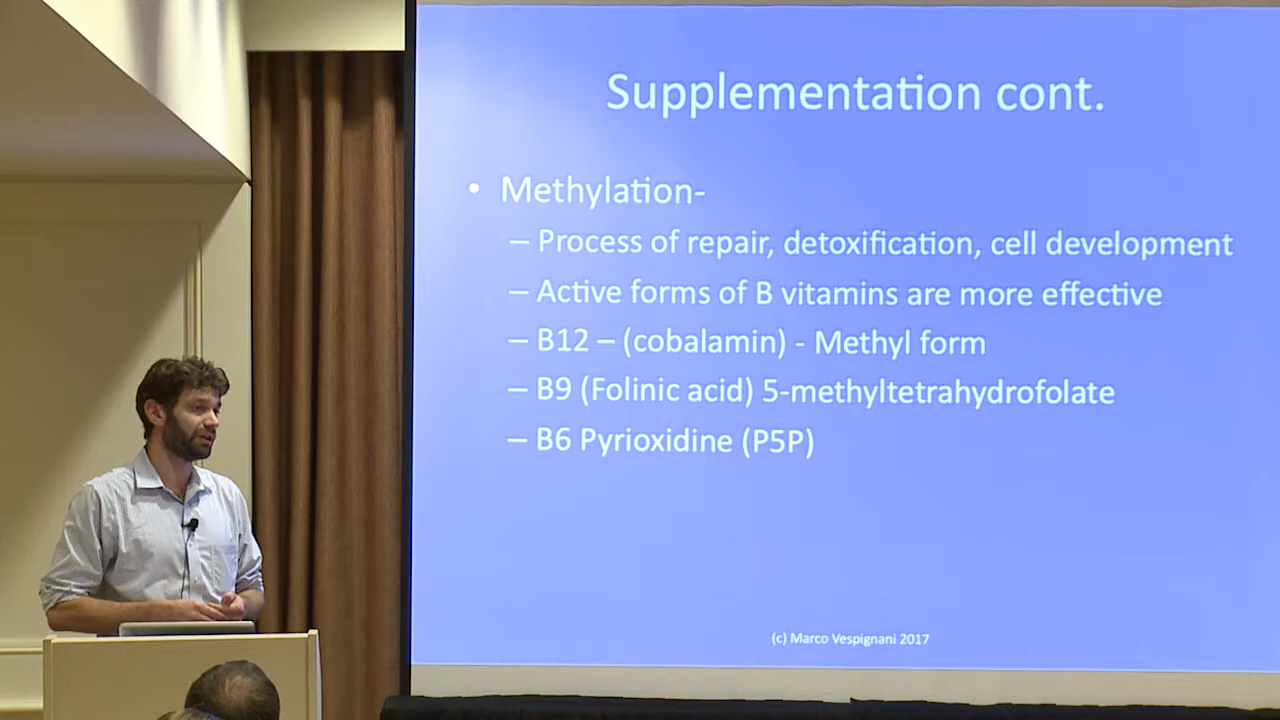 Supplementation cont.
• Methylation-
– Process of repair, detoxification, cell development
– Active forms of B vitamins are more effective
– B12 – (cobalamin) - Methyl form
– B9 (Folinic acid) 5-methyltetrahydrofolate
– B6 Pyrioxidine (P5P)
(c) Marco Vespignani 2017